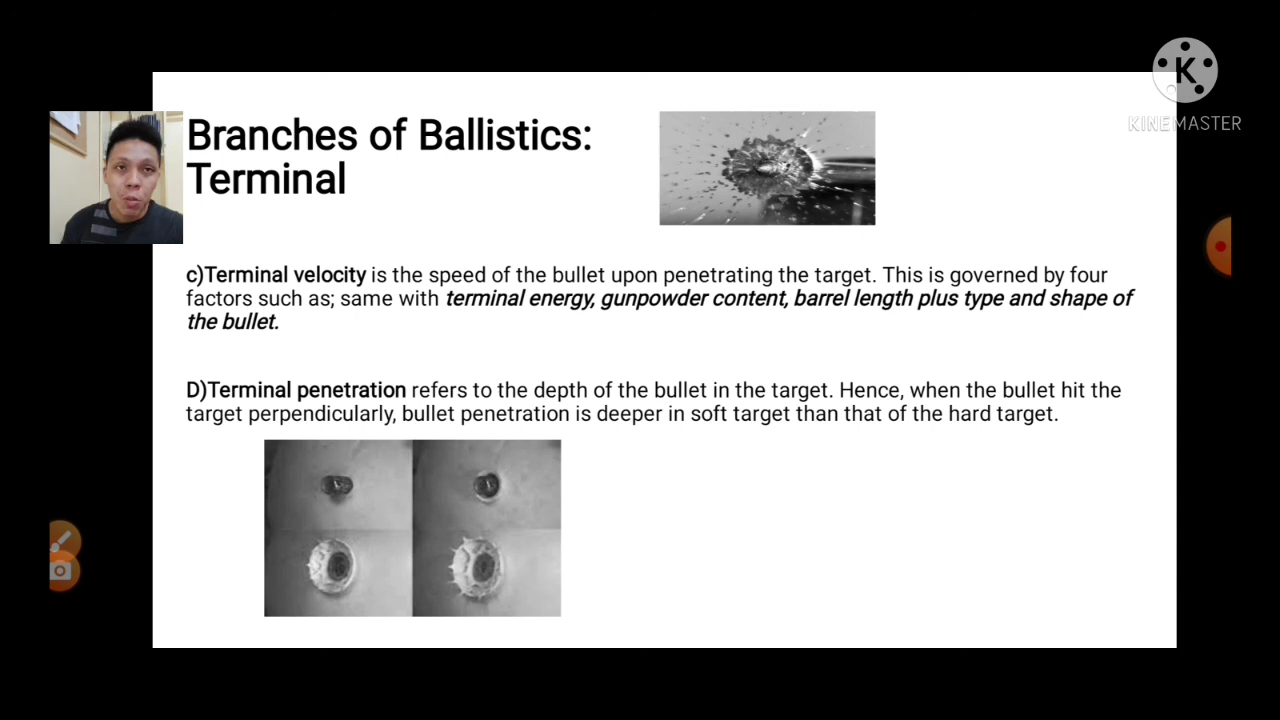 Branches of Ballistics:
Terminal
K
KINEMASTER
c)Terminal velocity is the speed of the bullet upon penetrating the target. This is governed by four
factors such as; same with terminal energy, gunpowder content, barrel length plus type and shape of
the bullet.
D)Terminal penetration refers to the depth of the bullet in the target. Hence, when the bullet hit the
target perpendicularly, bullet penetration is deeper in soft target than that of the hard target.